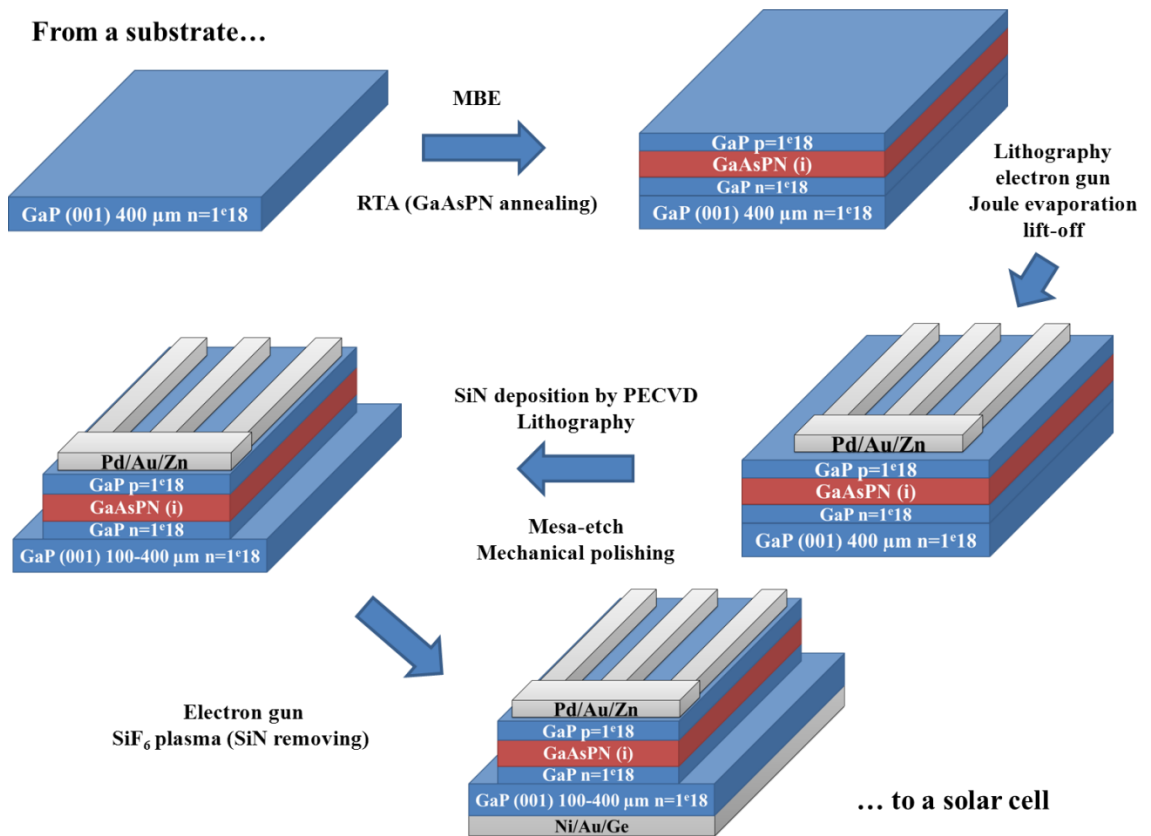 From a substrate…
GaP (001) 400 µm n=1ᵉ18
MBE
RTA (GaAsPN annealing)
GaP p=1ᵉ18
GaAsPN (i)
GaP n=1ᵉ18
GaP (001) 400 µm n=1ᵉ18
Lithography
electron gun
Joule evaporation
lift-off
Pd/Au/Zn
GaP p=1ᵉ18
GaAsPN (i)
GaP n=1ᵉ18
GaP (001) 400 µm n=1ᵉ18
SiN deposition by PECVD
Lithography
Mesa-etch
Mechanical polishing
Pd/Au/Zn
GaP p=1ᵉ18
GaAsPN (i)
GaP n=1ᵉ18
GaP (001) 100-400 µm n=1ᵉ18
Electron gun
SiF₆ plasma (SiN removing)
Pd/Au/Zn
GaP p=1ᵉ18
GaAsPN (i)
GaP n=1ᵉ18
GaP (001) 100-400 µm n=1ᵉ18
Ni/Au/Ge
… to a solar cell